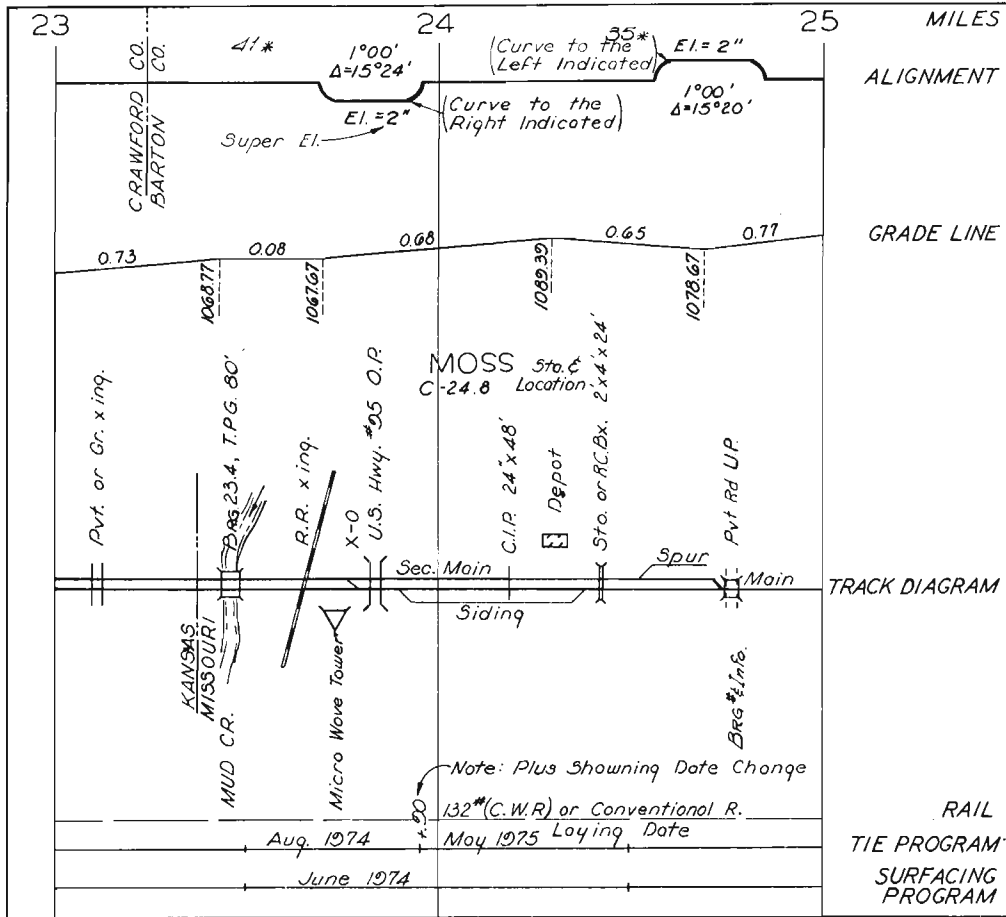 23
24
25
MILES
CRAWFORD CO.
BARTON CO.
41*
1°00'
Δ=15°24'
El.=2"
Super El.
(Curve to the
Left Indicated)
35*
El.=2"
1°00'
Δ=15°20'
(Curve to the
Right Indicated)
ALIGNMENT
0.73
0.08
0.68
0.65
0.77
GRADE LINE
1068.77
1067.67
1089.39
1078.67
MOSS Sta. &
C-24.8 Location
Pvt. or Gr. x ing.
BRG 23.4, T.P.G. 80'
R.R. x ing.
X-O
U.S. Hwy. #95 O.P.
C.I.P. 24"x48'
Depot
Sto. or R.C.Bx. 2'x4'x24'
Pvt Rd U.P.
Sec. Main
Spur
Main
Siding
TRACK DIAGRAM
KANSAS
MISSOURI
MUD CR.
Micro Wove Tower
BRG # & Info.
Note: Plus Showning Date Change
+.90
132#(C.W.R) or Conventional R.
RAIL
Laying Date
Aug. 1974
May 1975
TIE PROGRAM
June 1974
SURFACING
PROGRAM